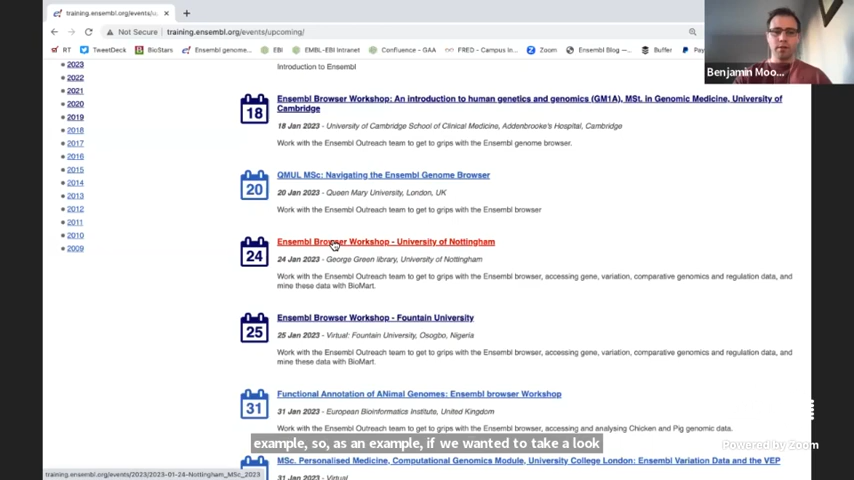 training.ensembl.org/events/u
training.ensembl.org/events/upcoming/
Not Secure
RT
TweetDeck
BioStars
Ensembl genome...
EBI
EMBL-EBI Intranet
Confluence – GAA
FRED - Campus in...
Zoom
Ensembl Blog —...
Buffer
Benjamin Moo...
2023
2022
2021
2020
2019
2018
2017
2016
2015
2014
2013
2012
2011
2010
2009
Introduction to Ensembl
18
Ensembl Browser Workshop: An introduction to human genetics and genomics (GM1A), MSt. in Genomic Medicine, University of
Cambridge
18 Jan 2023 - University of Cambridge School of Clinical Medicine, Addenbrooke's Hospital, Cambridge
Work with the Ensembl Outreach team to get to grips with the Ensembl genome browser.
20
QMUL MSc: Navigating the Ensembl Genome Browser
20 Jan 2023 - Queen Mary University, London, UK
Work with the Ensembl Outreach team to get to grips with the Ensembl browser
24
Ensembl Browser Workshop - University of Nottingham
24 Jan 2023 - George Green library, University of Nottingham
Work with the Ensembl Outreach team to get to grips with the Ensembl browser, accessing gene, variation, comparative genomics and regulation data, and
mine these data with BioMart.
25
Ensembl Browser Workshop - Fountain University
25 Jan 2023 - Virtual: Fountain University, Osogbo, Nigeria
Work with the Ensembl Outreach team to get to grips with the Ensembl browser, accessing gene, variation, comparative genomics and regulation data, and
mine these data with BioMart.
31
Functional Annotation of ANimal Genomes: Ensembl browser Workshop
31 Jan 2023 - European Bioinformatics Institute, United Kingdom
Work with the Ensembl Outreach team to get to grips with the Ensembl browser, accessing and analysing Chicken and Pig genomic data.
example, so, as an example, if we wanted to take a look
Powered by Zoom
MSc. Personalised Medicine, Computational Genomics Module, University College London: Ensembl Variation Data and the VEP
31 Jan 2023 - Virtual
training.ensembl.org/events/2023/2023-01-24-Nottingham_MSc_2023